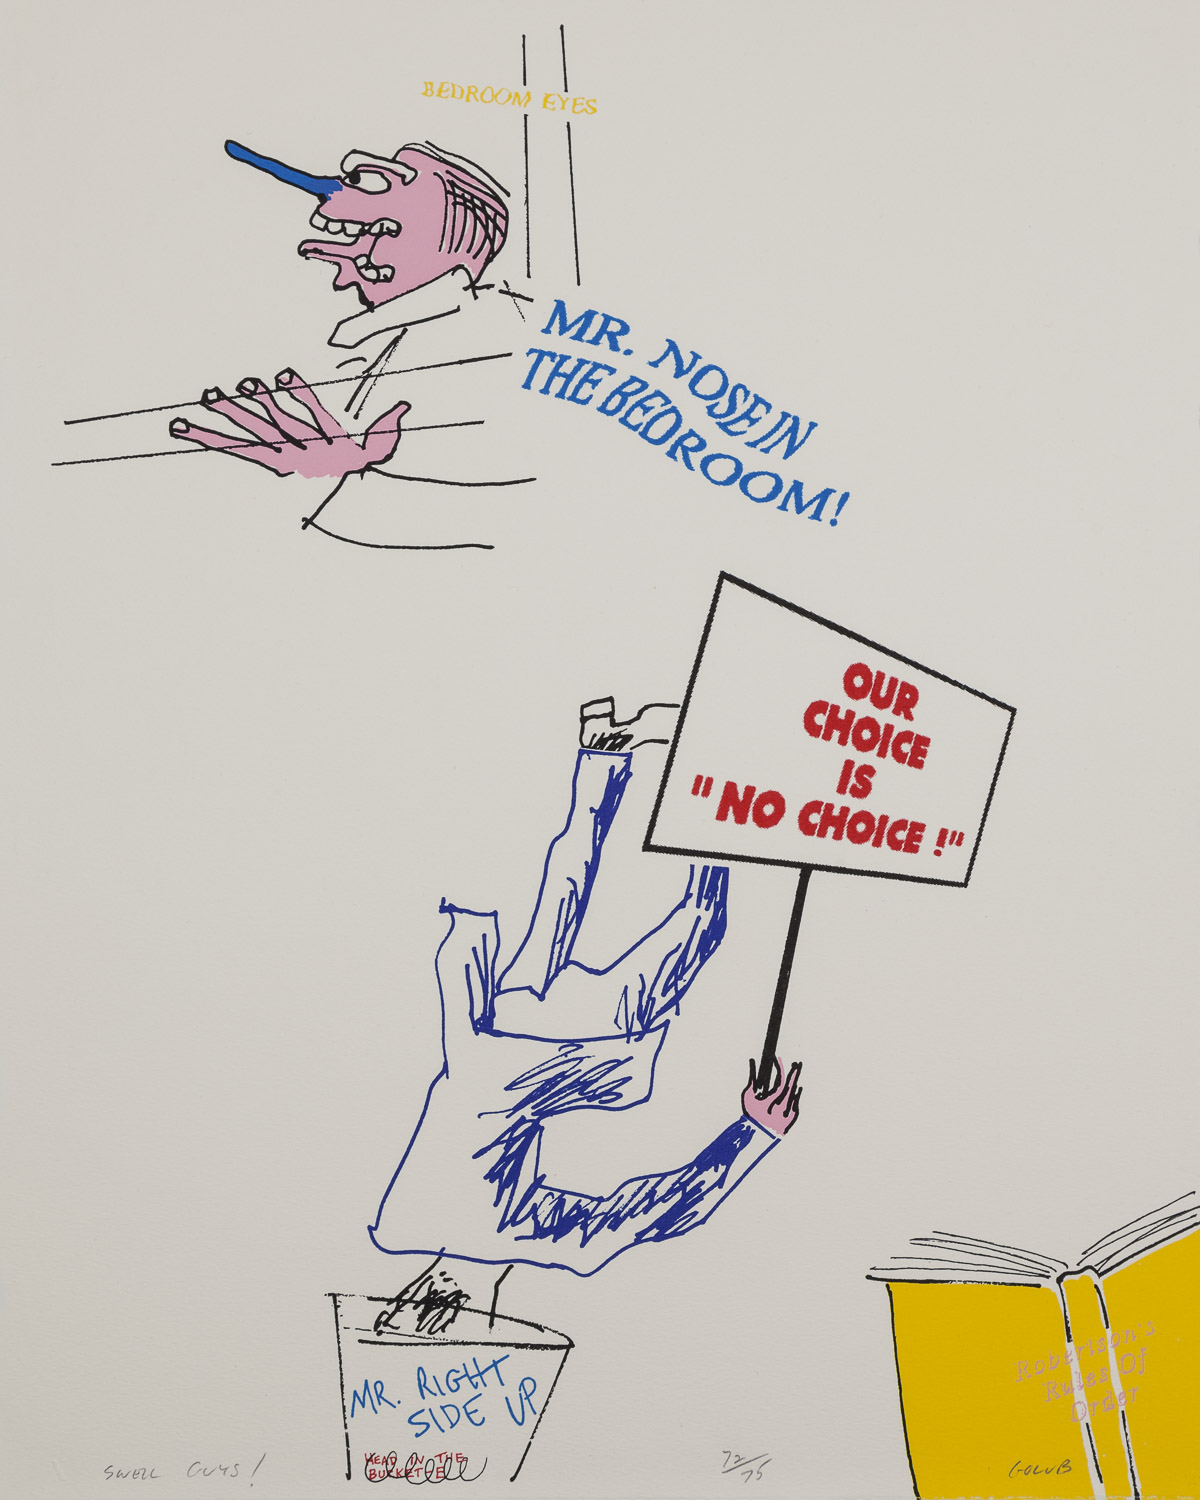 BEDROOM EYES
MR. NOSE IN
THE BEDROOM!
OUR
CHOICE
IS
"NO CHOICE!"
MR. RIGHT
SIDE UP
HEAD IN THE
BUCKET
Robertson's
Rules Of
Order
SWELL GUYS!
72/75
GOLUB